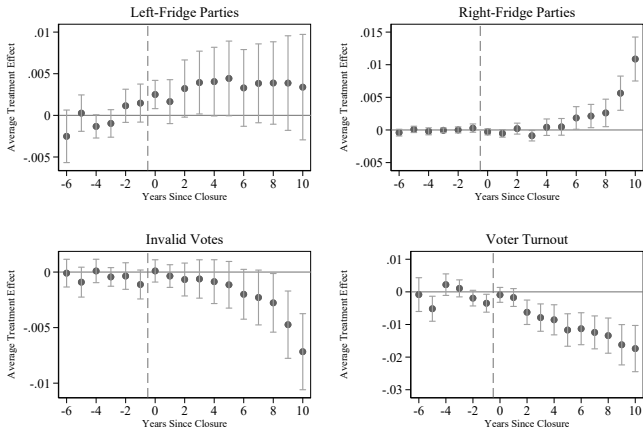 Left-Fridge Parties
Average Treatment Effect
.01
.005
0
-.005
-6 -4 -2 0 2 4 6 8 10
Years Since Closure
Right-Fridge Parties
Average Treatment Effect
.015
.01
.005
0
-.005
-6 -4 -2 0 2 4 6 8 10
Years Since Closure
Invalid Votes
Average Treatment Effect
0
-.005
-.01
-6 -4 -2 0 2 4 6 8 10
Years Since Closure
Voter Turnout
Average Treatment Effect
.01
0
-.01
-.02
-.03
-6 -4 -2 0 2 4 6 8 10
Years Since Closure